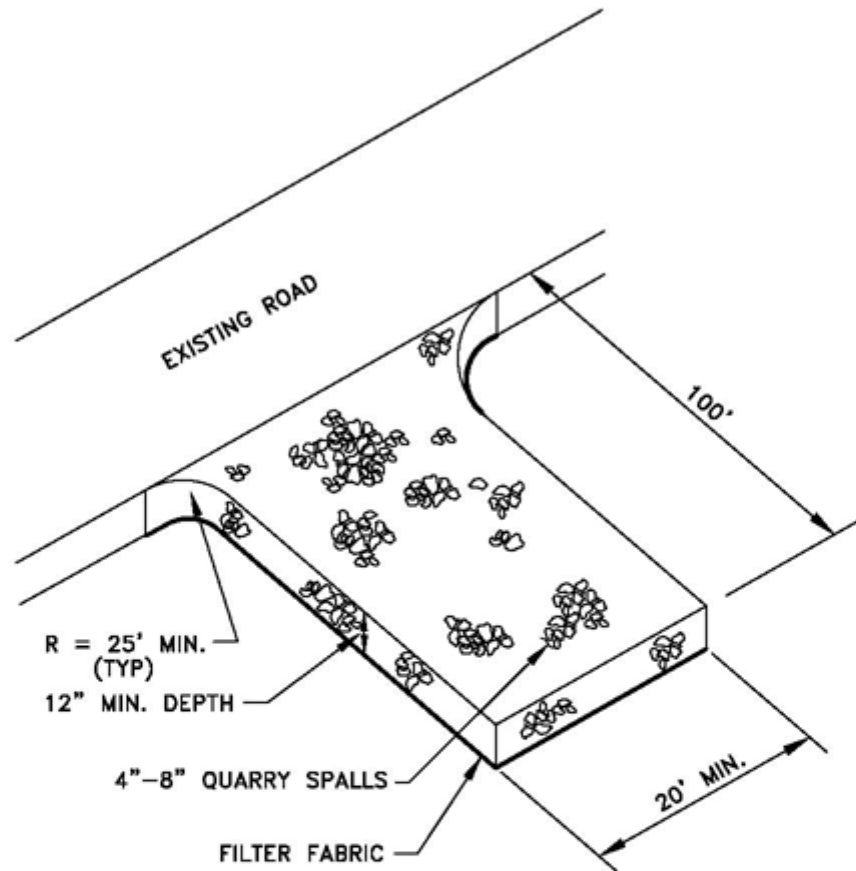 EXISTING ROAD
100'
R = 25' MIN.
(TYP)
12" MIN. DEPTH
4"-8" QUARRY SPALLS
20' MIN.
FILTER FABRIC